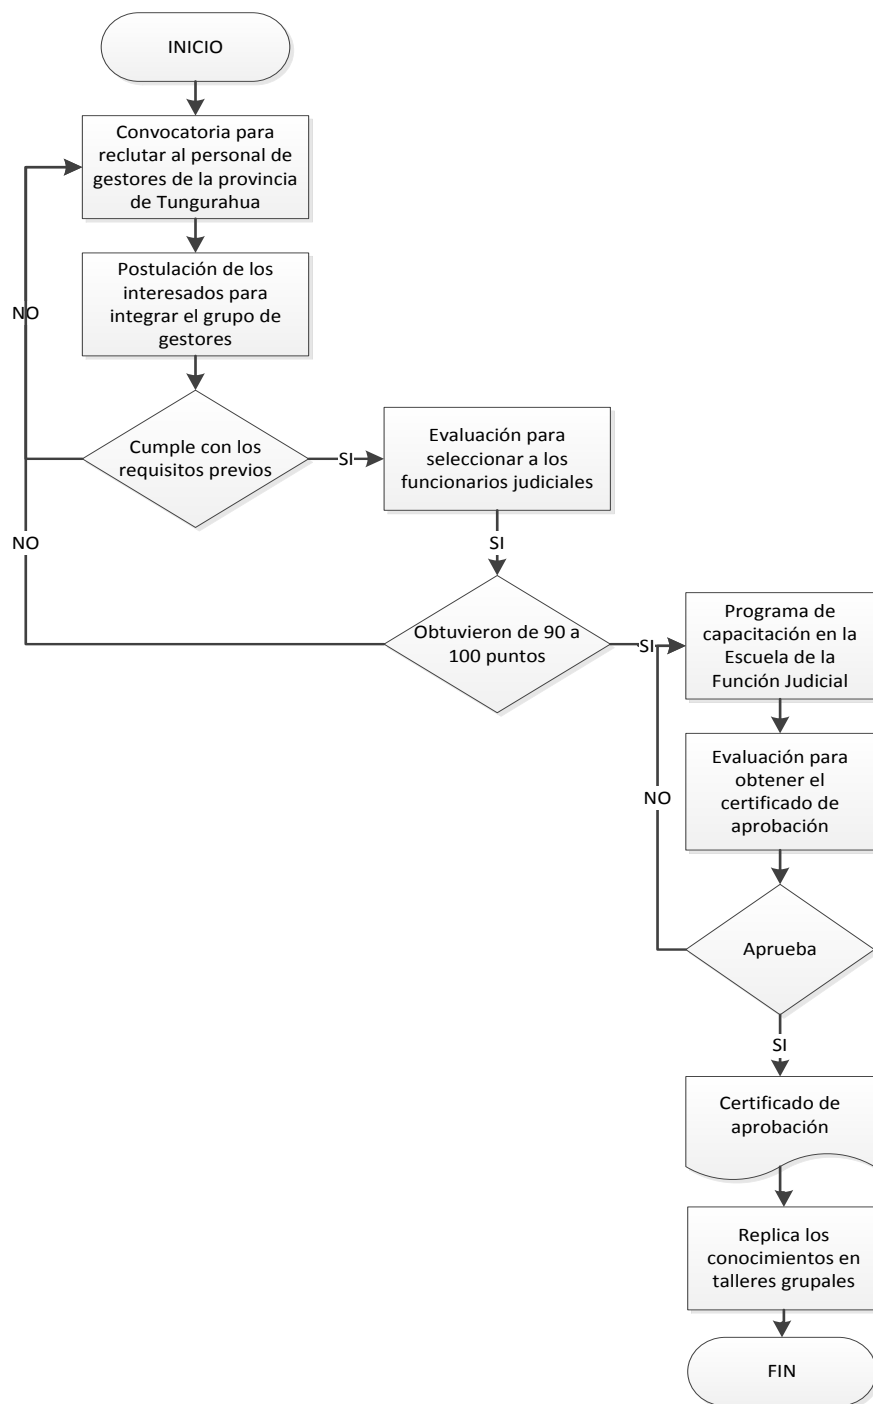 INICIO
Convocatoria para
reclutar al personal de
gestores de la provincia
de Tungurahua
Postulación de los
interesados para
integrar el grupo de
gestores
NO
Cumple con los
requisitos previos
SI
Evaluación para
seleccionar a los
funcionarios judiciales
NO
SI
Obtuvieron de 90 a
100 puntos
SI
Programa de
capacitación en la
Escuela de la
Función Judicial
Evaluación para
obtener el
certificado de
aprobación
NO
Aprueba
SI
Certificado de
aprobación
Replica los
conocimientos en
talleres grupales
FIN